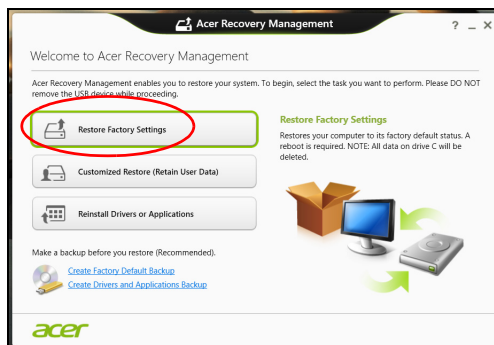 Acer Recovery Management
? _ X
Welcome to Acer Recovery Management
Acer Recovery Management enables you to restore your system. To begin, select the task you want to perform. Please DO NOT
remove the USB device while proceeding.
Restore Factory Settings
Customized Restore (Retain User Data)
Reinstall Drivers or Applications
Restore Factory Settings
Restores your computer to its factory default status. A
reboot is required. NOTE: All data on drive C will be
deleted.
Make a backup before you restore (Recommended).
Create Factory Default Backup
Create Drivers and Applications Backup
acer